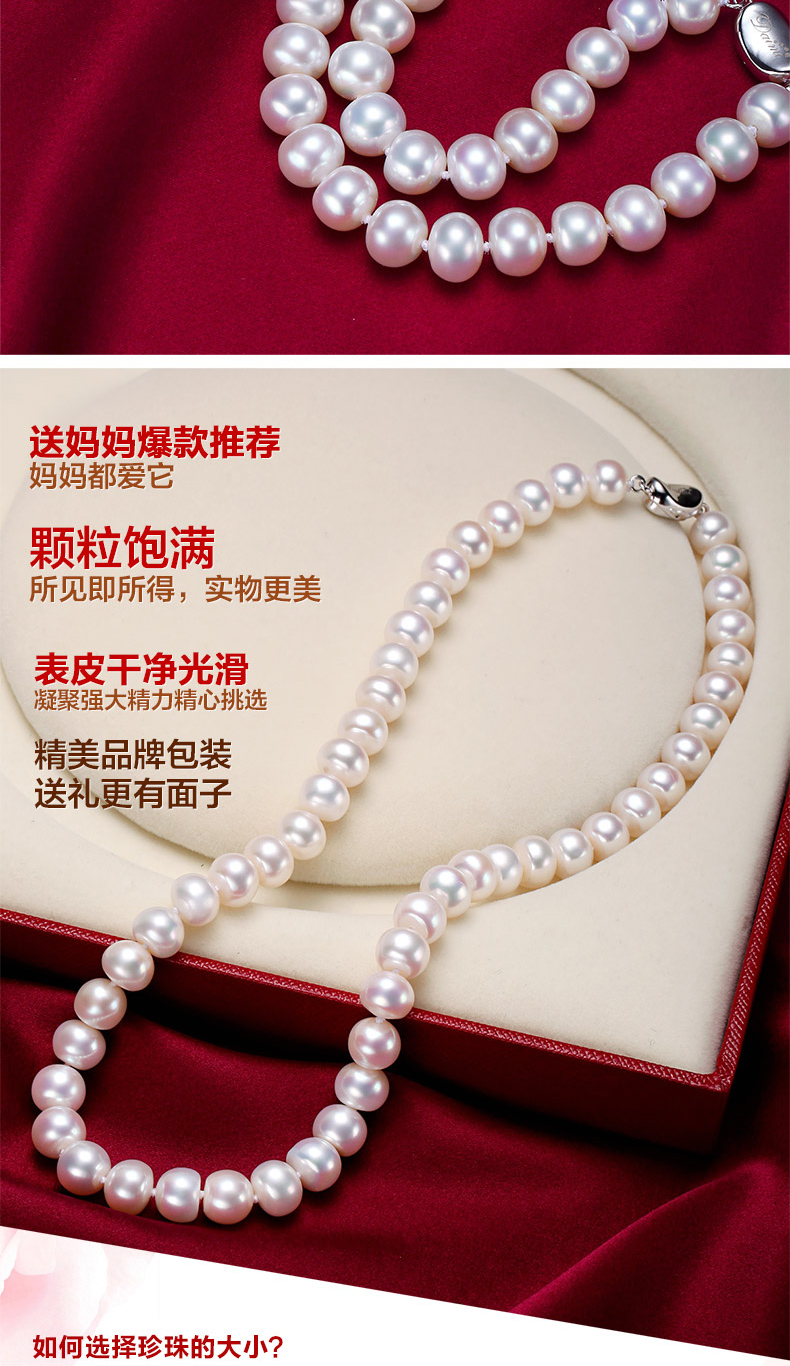 送妈妈爆款推荐
妈妈都爱它
颗粒饱满
所见即所得，实物更美
表皮干净光滑
凝聚强大精力精心挑选
精美品牌包装
送礼更有面子
如何选择珍珠的大小?